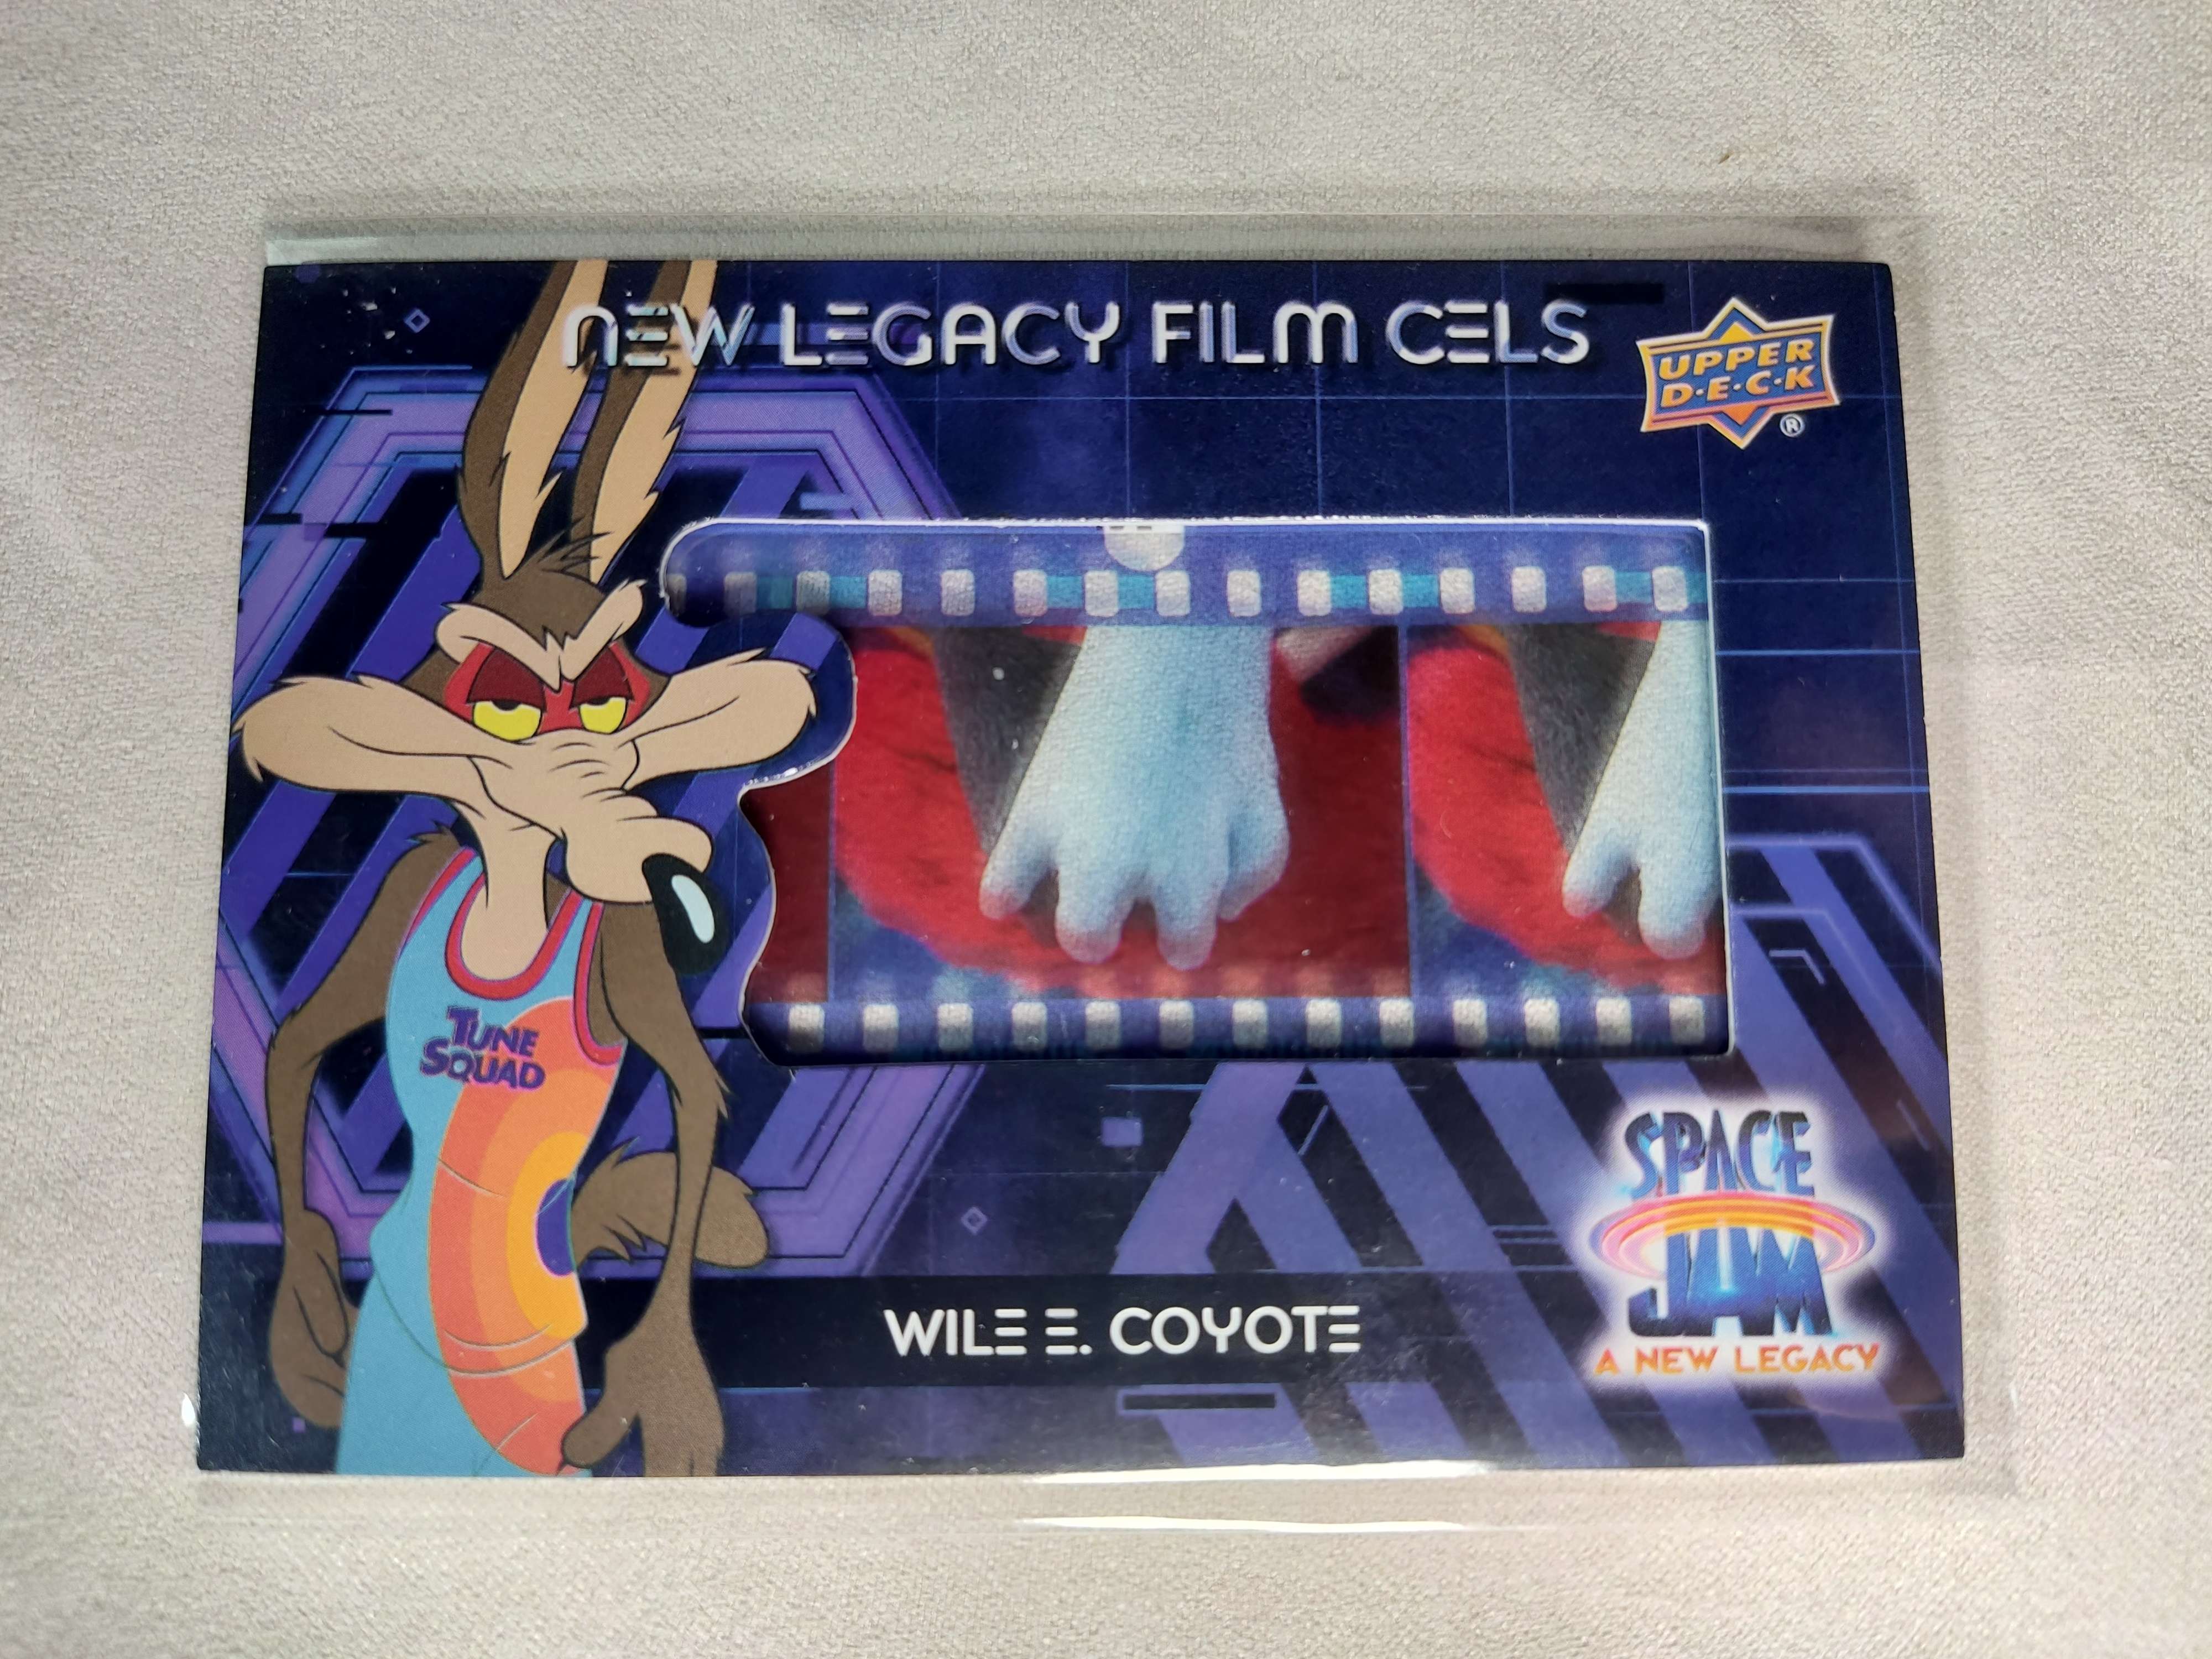 NEW LEGACY FILM CELS
UPPER
D·E·C·K
®
TUNE
SQUAD
SPACE
JAM
A NEW LEGACY
WILE E. COYOTE